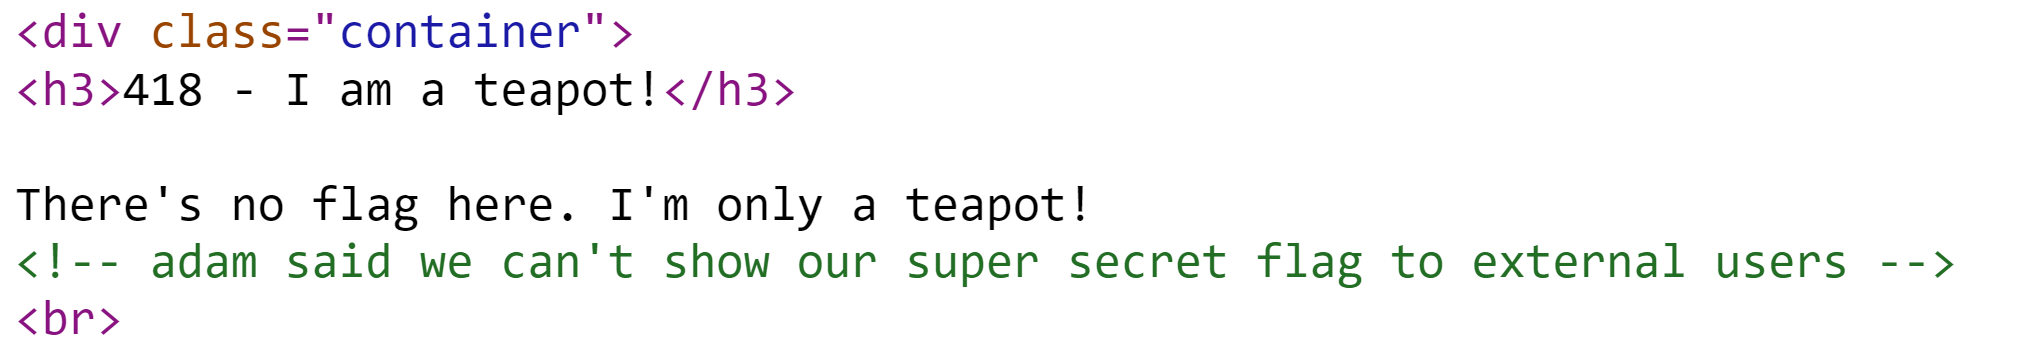 <div class="container">
<h3>418 - I am a teapot!</h3>
There's no flag here. I'm only a teapot!
<!-- adam said we can't show our super secret flag to external users -->
<br>